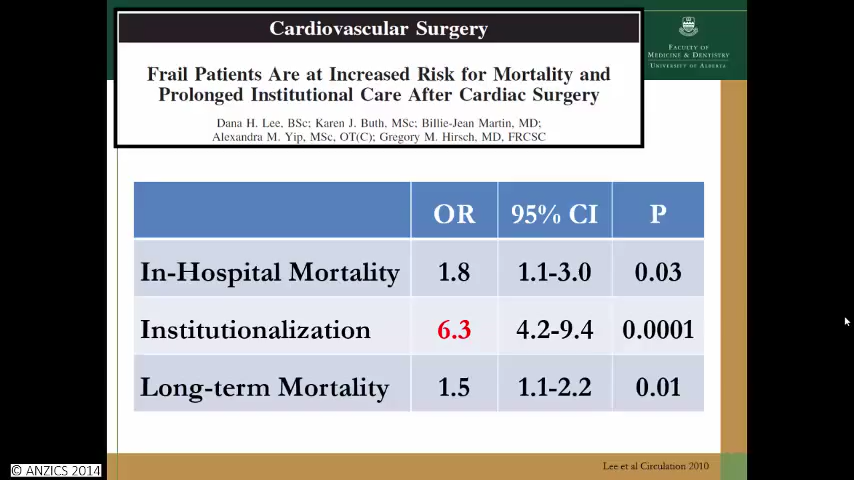 Cardiovascular Surgery
Frail Patients Are at Increased Risk for Mortality and
Prolonged Institutional Care After Cardiac Surgery
Dana H. Lee, BSc; Karen J. Buth, MSc; Billie-Jean Martin, MD;
Alexandra M. Yip, MSc, OT(C); Gregory M. Hirsch, MD, FRCSC
FACULTY OF
MEDICINE & DENTISTRY
UNIVERSITY OF ALBERTA
OR 95% CI P
In-Hospital Mortality 1.8 1.1-3.0 0.03
Institutionalization 6.3 4.2-9.4 0.0001
Long-term Mortality 1.5 1.1-2.2 0.01
Lee et al Circulation 2010
© ANZICS 2014